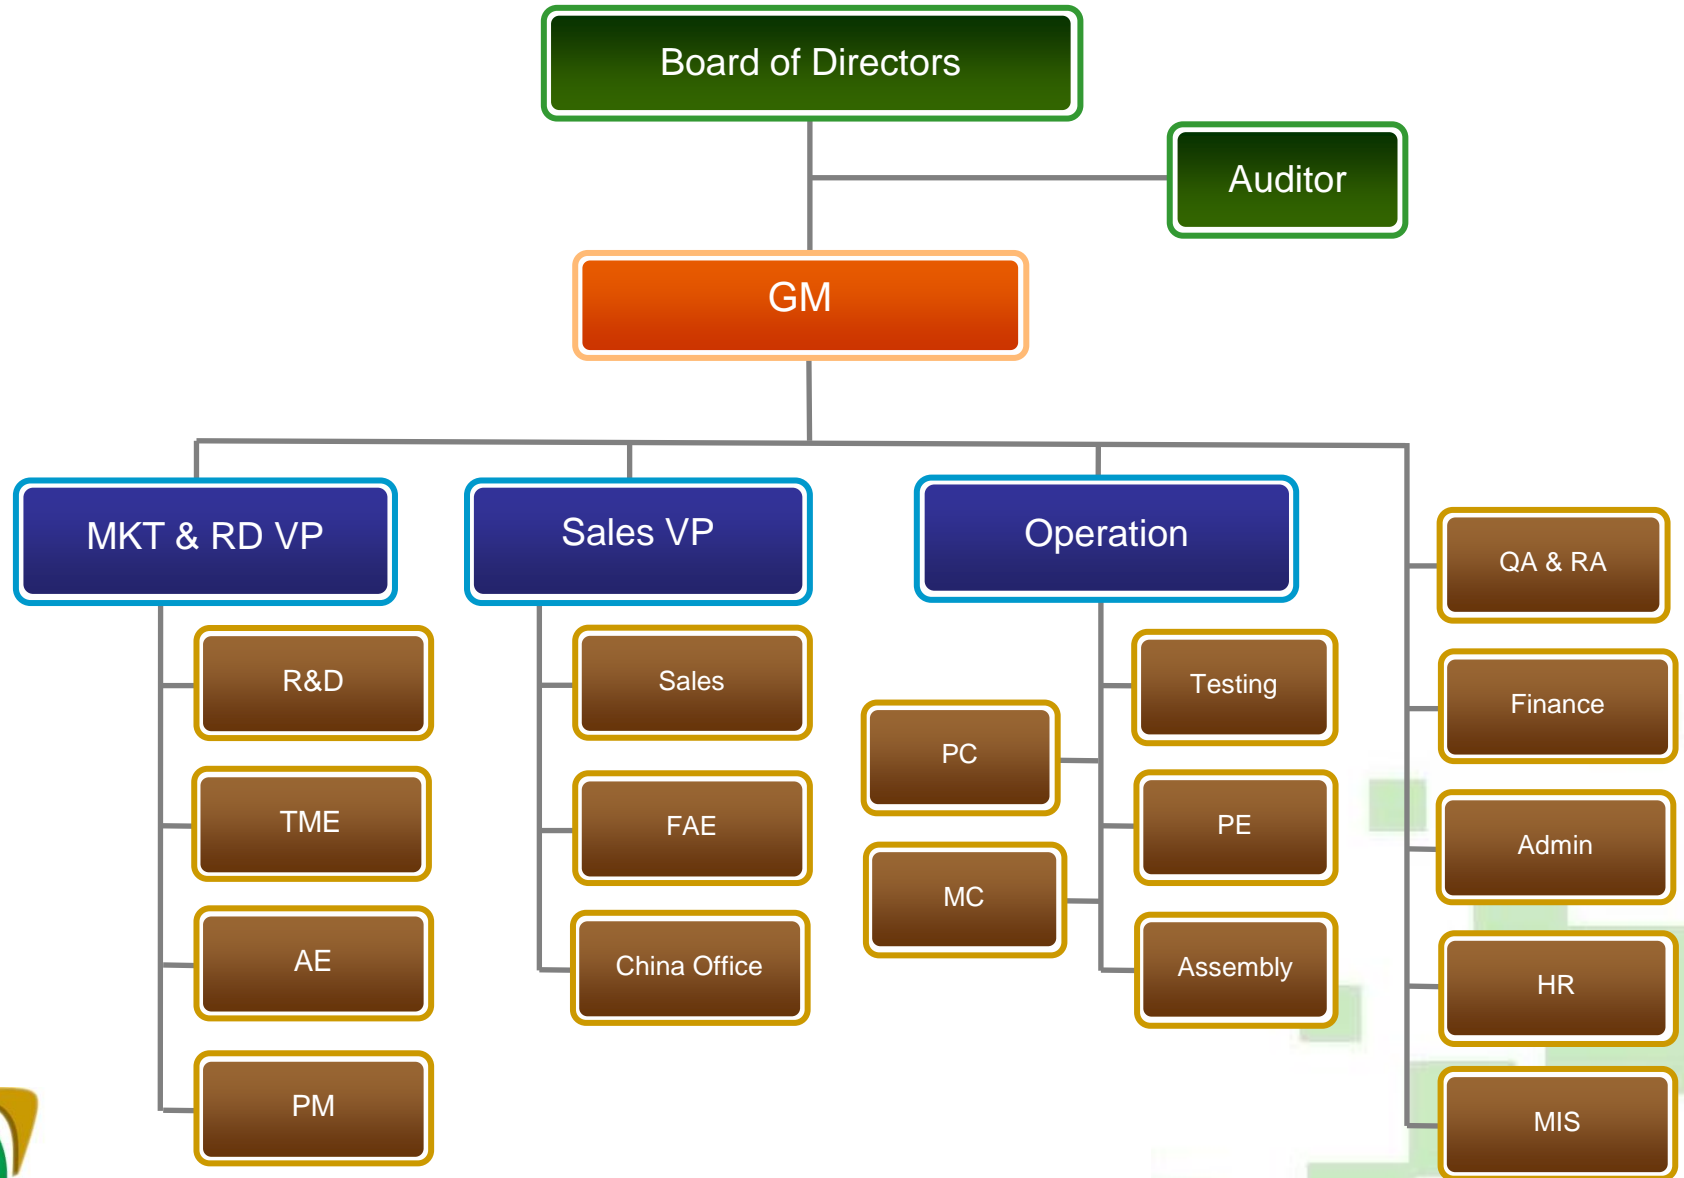 Board of Directors
Auditor
GM
MKT & RD VP
Sales VP
Operation
R&D
TME
AE
PM
Sales
FAE
China Office
PC
MC
Testing
PE
Assembly
QA & RA
Finance
Admin
HR
MIS